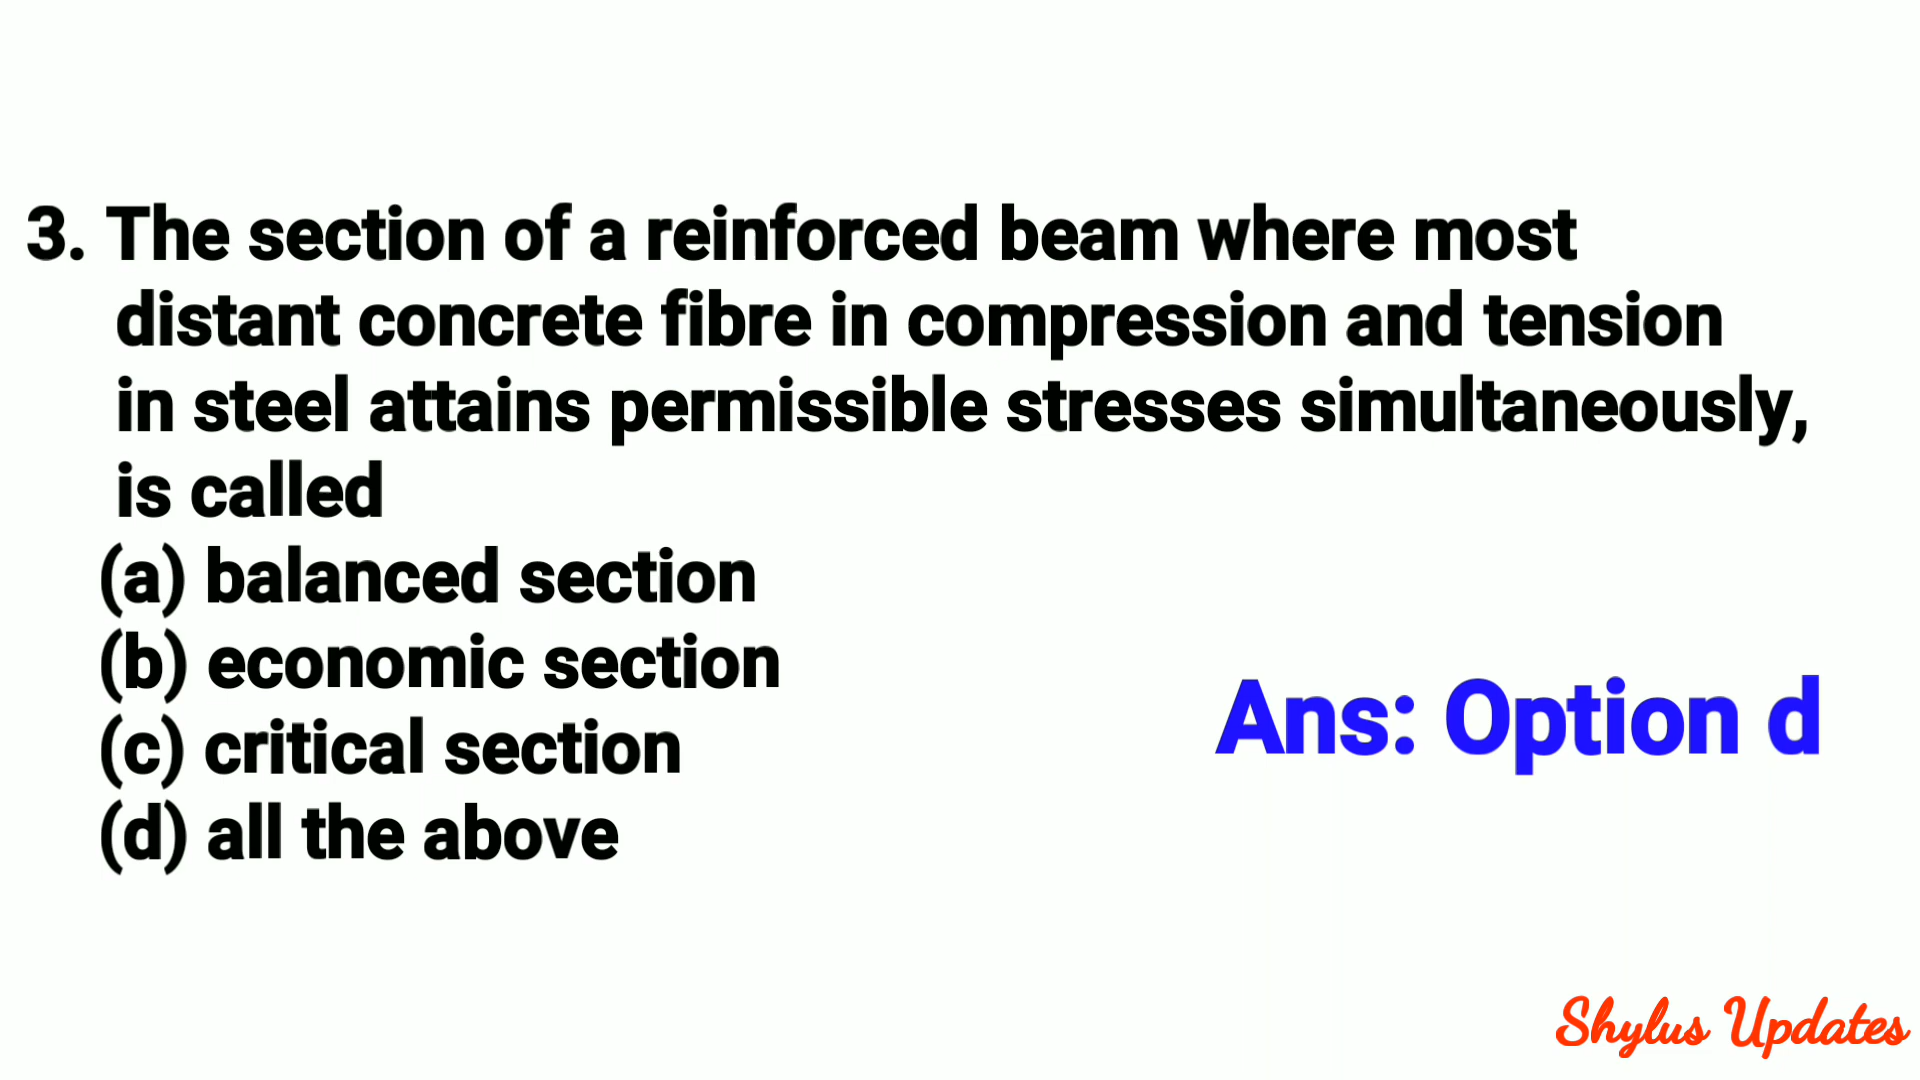 3. The section of a reinforced beam where most
distant concrete fibre in compression and tension
in steel attains permissible stresses simultaneously,
is called
(a) balanced section
(b) economic section
(c) critical section
(d) all the above
Ans: Option d
Shylus Updates